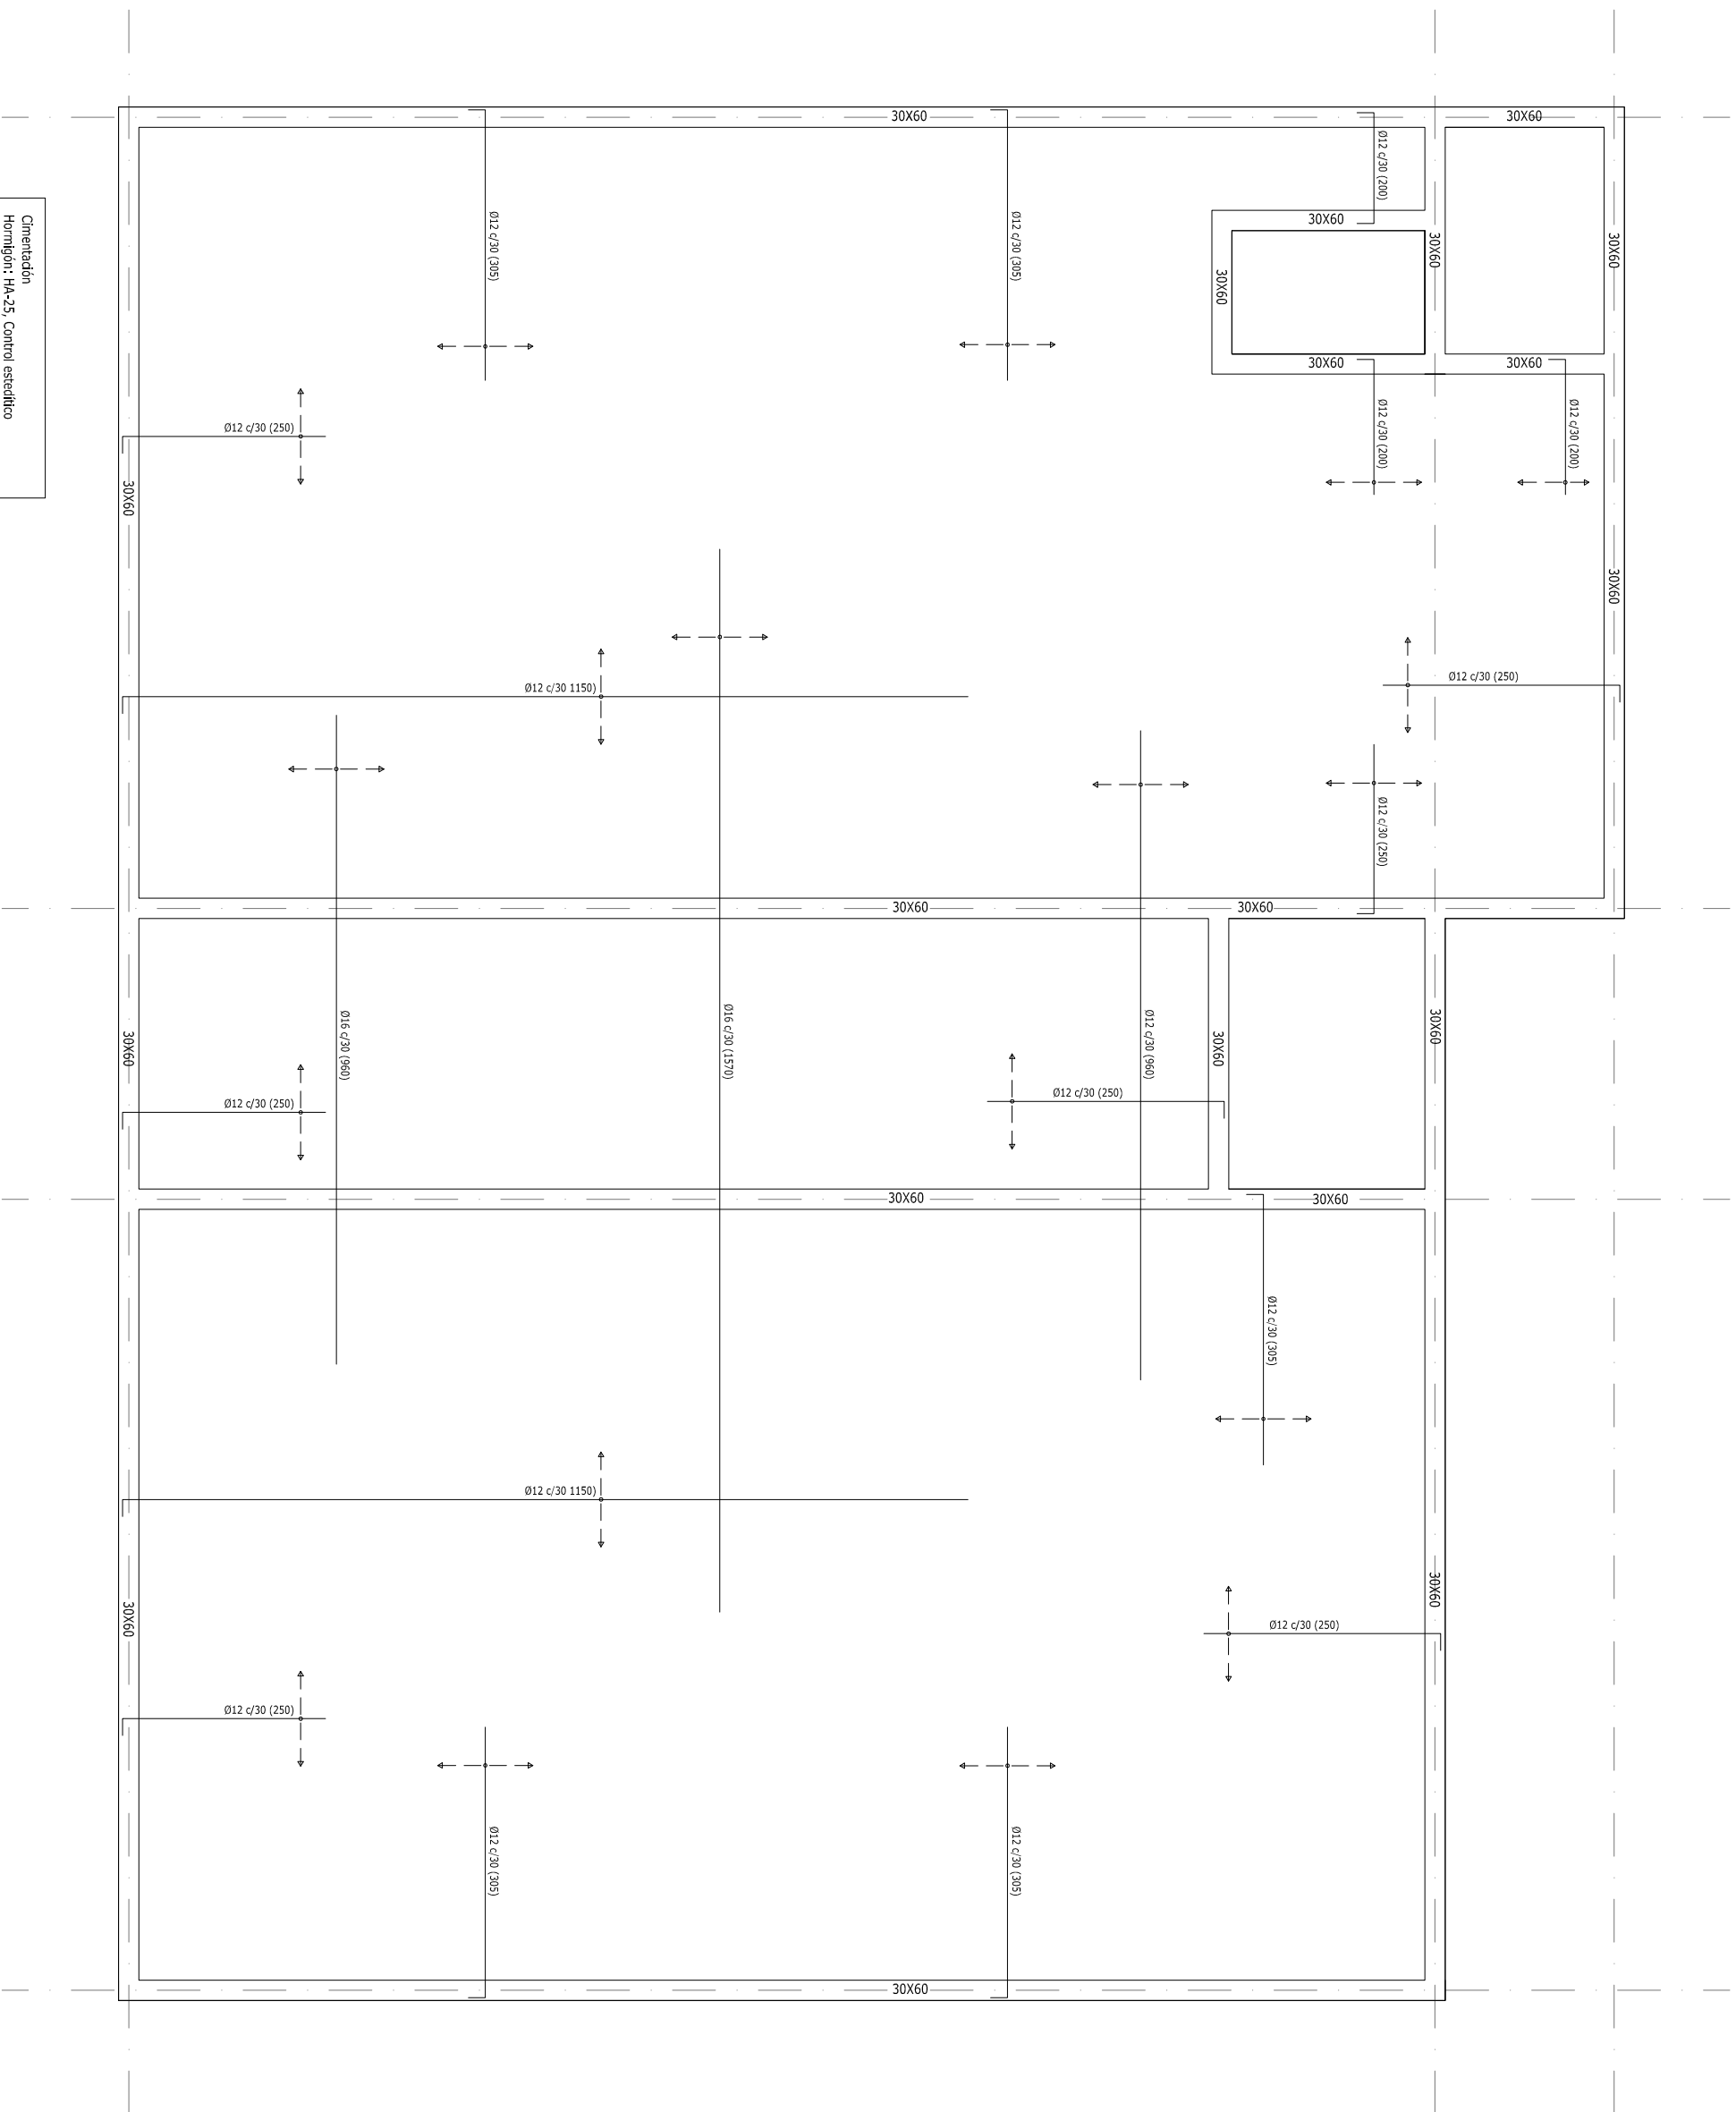 30X60
30X60
Ø12 c/30 (200)
Cimentación
Hormigón: HA-25, Control estedítico
Ø12 c/30 (305)
Ø12 c/30 (305)
30X60
30X60
30X60
30X60
30X60
30X60
Ø12 c/30 (250)
Ø12 c/30 (200)
Ø12 c/30 (200)
30X60
30X60
Ø12 c/30 1150)
Ø12 c/30 (250)
Ø12 c/30 (250)
30X60
30X60
30X60
Ø16 c/30 (960)
Ø16 c/30 (1570)
Ø12 c/30 (960)
30X60
30X60
Ø12 c/30 (250)
Ø12 c/30 (250)
30X60
30X60
Ø12 c/30 (305)
Ø12 c/30 1150)
30X60
30X60
Ø12 c/30 (250)
Ø12 c/30 (250)
Ø12 c/30 (305)
Ø12 c/30 (305)
30X60